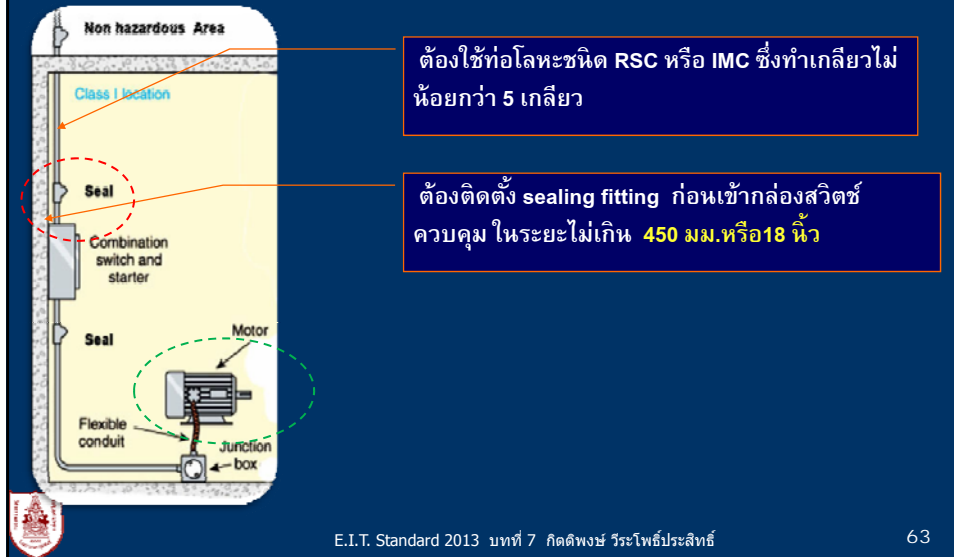 Non hazardous Area
ต้องใช้ท่อโลหะชนิด RSC หรือ IMC ซึ่งทำเกลียวไม่
น้อยกว่า 5 เกลียว
Class I location
Seal
ต้องติดตั้ง sealing fitting ก่อนเข้ากล่องสวิตช์
ควบคุม ในระยะไม่เกิน 450 มม.หรือ18 นิ้ว
Combination
switch and
starter
Seal
Motor
Flexible
conduit
Junction
box
E.I.T. Standard 2013 บทที่ 7 กิตติพงษ์ วีระโพธิ์ประสิทธิ์
63